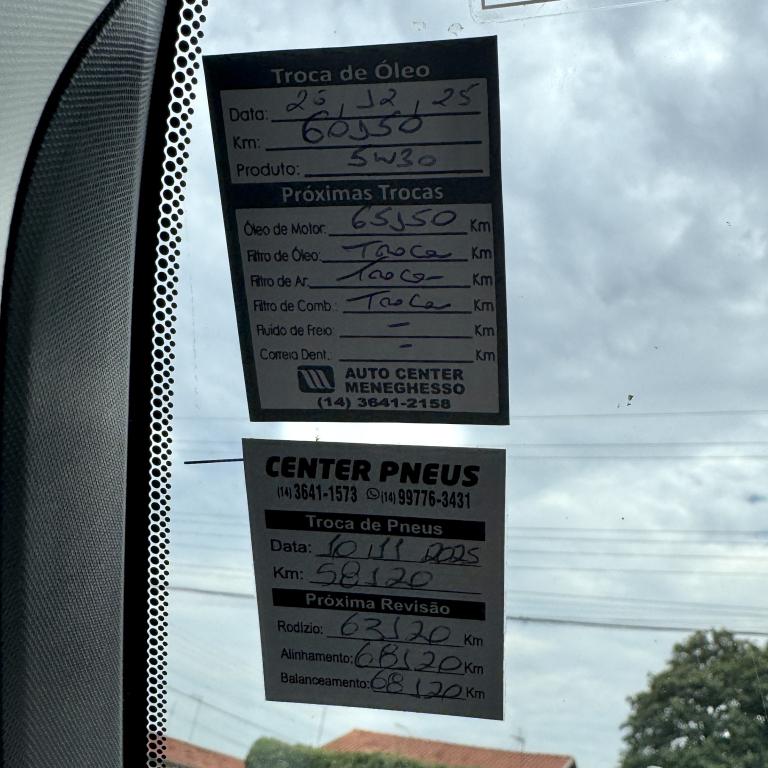 Troca de Óleo
Data: 26 / 12 / 25
Km: 60150
Produto: 5W30
Próximas Trocas
Óleo de Motor: 65150 Km
Filtro de Óleo: Troca Km
Filtro de Ar: Troca Km
Filtro de Comb.: Troca Km
Fluido de Freio: - Km
Correia Dent.: - Km
AUTO CENTER
MENEGHESSO
(14) 3641-2158
CENTER PNEUS
(14) 3641-1573 (14) 99776-3431
Troca de Pneus
Data: 10/11/2025
Km: 58120
Próxima Revisão
Rodízio: 63120 Km
Alinhamento: 68120 Km
Balanceamento: 68120 Km